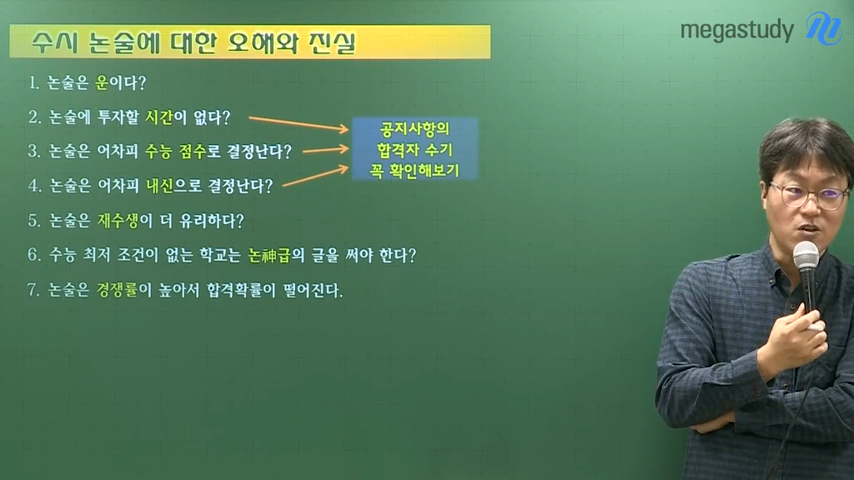 megastudy
수시 논술에 대한 오해와 진실
1. 논술은 운이다?
2. 논술에 투자할 시간이 없다?
3. 논술은 어차피 수능 점수로 결정난다?
4. 논술은 어차피 내신으로 결정난다?
공지사항의
합격자 수기
꼭 확인해보기
5. 논술은 재수생이 더 유리하다?
6. 수능 최저 조건이 없는 학교는 논神급의 글을 써야 한다?
7. 논술은 경쟁률이 높아서 합격확률이 떨어진다.